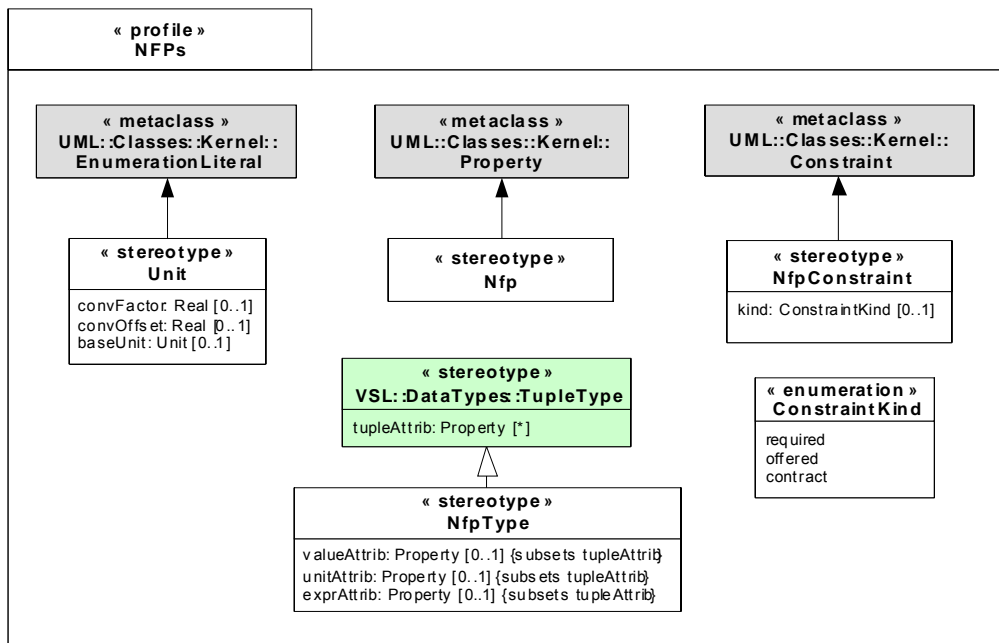 « profile »
NFPs
« metaclass »
UML::Classes::Kernel::
EnumerationLiteral
« metaclass »
UML::Classes::Kernel::
Property
« metaclass »
UML::Classes::Kernel::
Constraint
« stereotype »
Unit
convFactor: Real [0..1]
convOffset: Real [0..1]
baseUnit: Unit [0..1]
« stereotype »
Nfp
« stereotype »
NfpConstraint
kind: ConstraintKind [0..1]
« stereotype »
VSL::DataTypes::TupleType
tupleAttrib: Property [*]
« enumeration »
ConstraintKind
required
offered
contract
« stereotype »
NfpType
valueAttrib: Property [0..1] {subsets tupleAttrib}
unitAttrib: Property [0..1] {subsets tupleAttrib}
exprAttrib: Property [0..1] {subsets tupleAttrib}